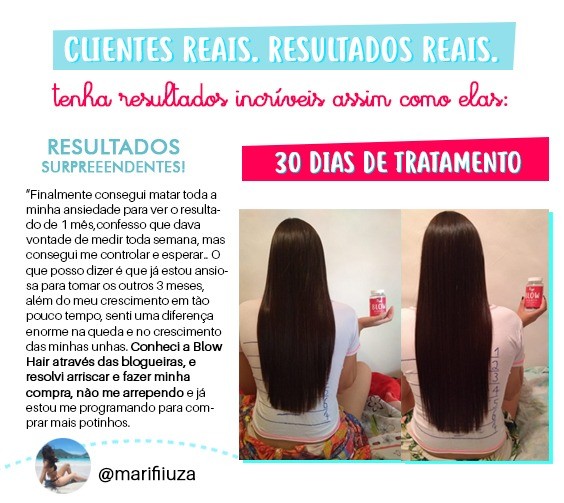 CLIENTES REAIS. RESULTADOS REAIS.
tenha resultados incríveis assim como elas:
RESULTADOS
SURPREEENDENTES!
30 DIAS DE TRATAMENTO
"Finalmente consegui matar toda a
minha ansiedade para ver o resulta-
do de 1 mês,confesso que dava
vontade de medir toda semana, mas
consegui me controlar e esperar.. O
que posso dizer é que já estou ansio-
sa para tomar os outros 3 meses,
além do meu crescimento em tão
pouco tempo, senti uma diferença
enorme na queda e no crescimento
das minhas unhas. Conheci a Blow
Hair através das blogueiras, e
resolvi arriscar e fazer minha
compra, não me arrependo e já
estou me programando para com-
prar mais potinhos.
BLOW
BLOW
@marifiiuza